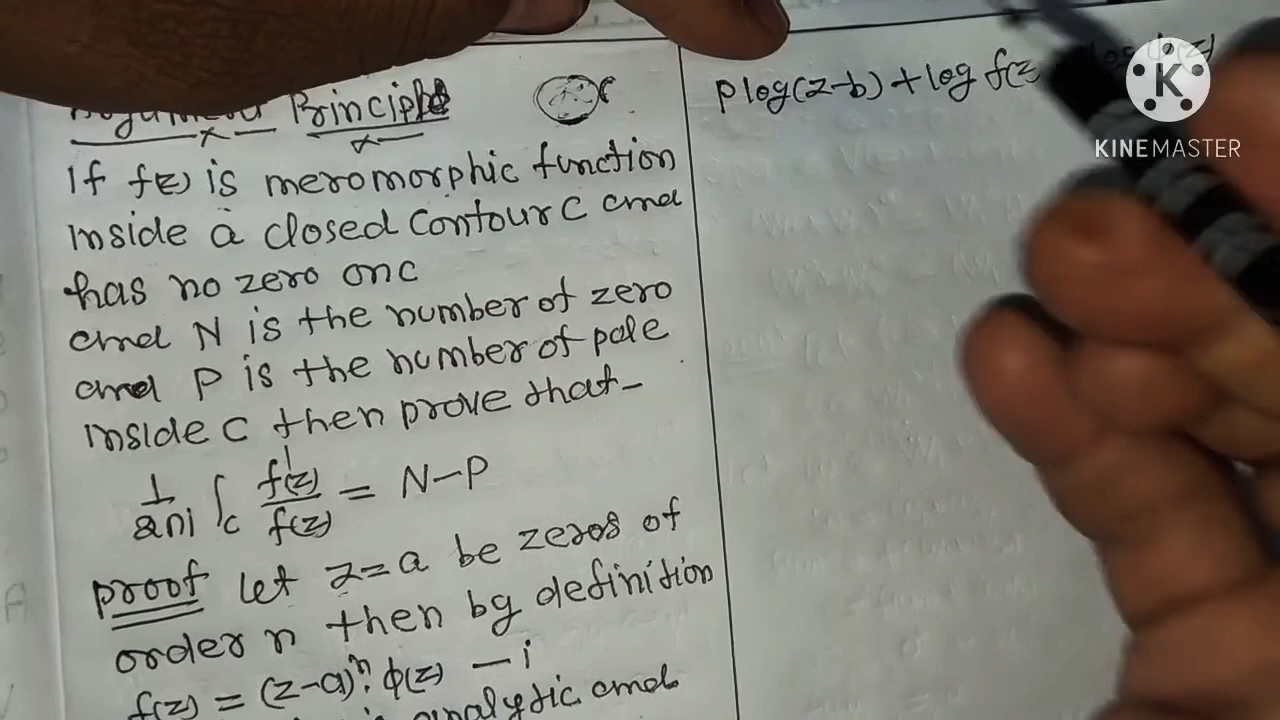 Principle
If f(z) is meromorphic function
inside a closed contour C and
has no zero on c
and N is the number of zero
and P is the number of pole
inside C then prove that-
1/2πi ∫c f'(z)/f(z) = N-P
proof Let z=a be zeros of
order n then by definition
f(z) = (z-a)^n. ϕ(z) — i
analytic and
p log(z-b) + log f(z
K
KINEMASTER